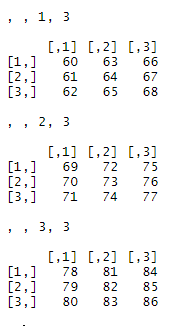 , , 1, 3
[,1] [,2] [,3]
[1,] 60 63 66
[2,] 61 64 67
[3,] 62 65 68
, , 2, 3
[,1] [,2] [,3]
[1,] 69 72 75
[2,] 70 73 76
[3,] 71 74 77
, , 3, 3
[,1] [,2] [,3]
[1,] 78 81 84
[2,] 79 82 85
[3,] 80 83 86